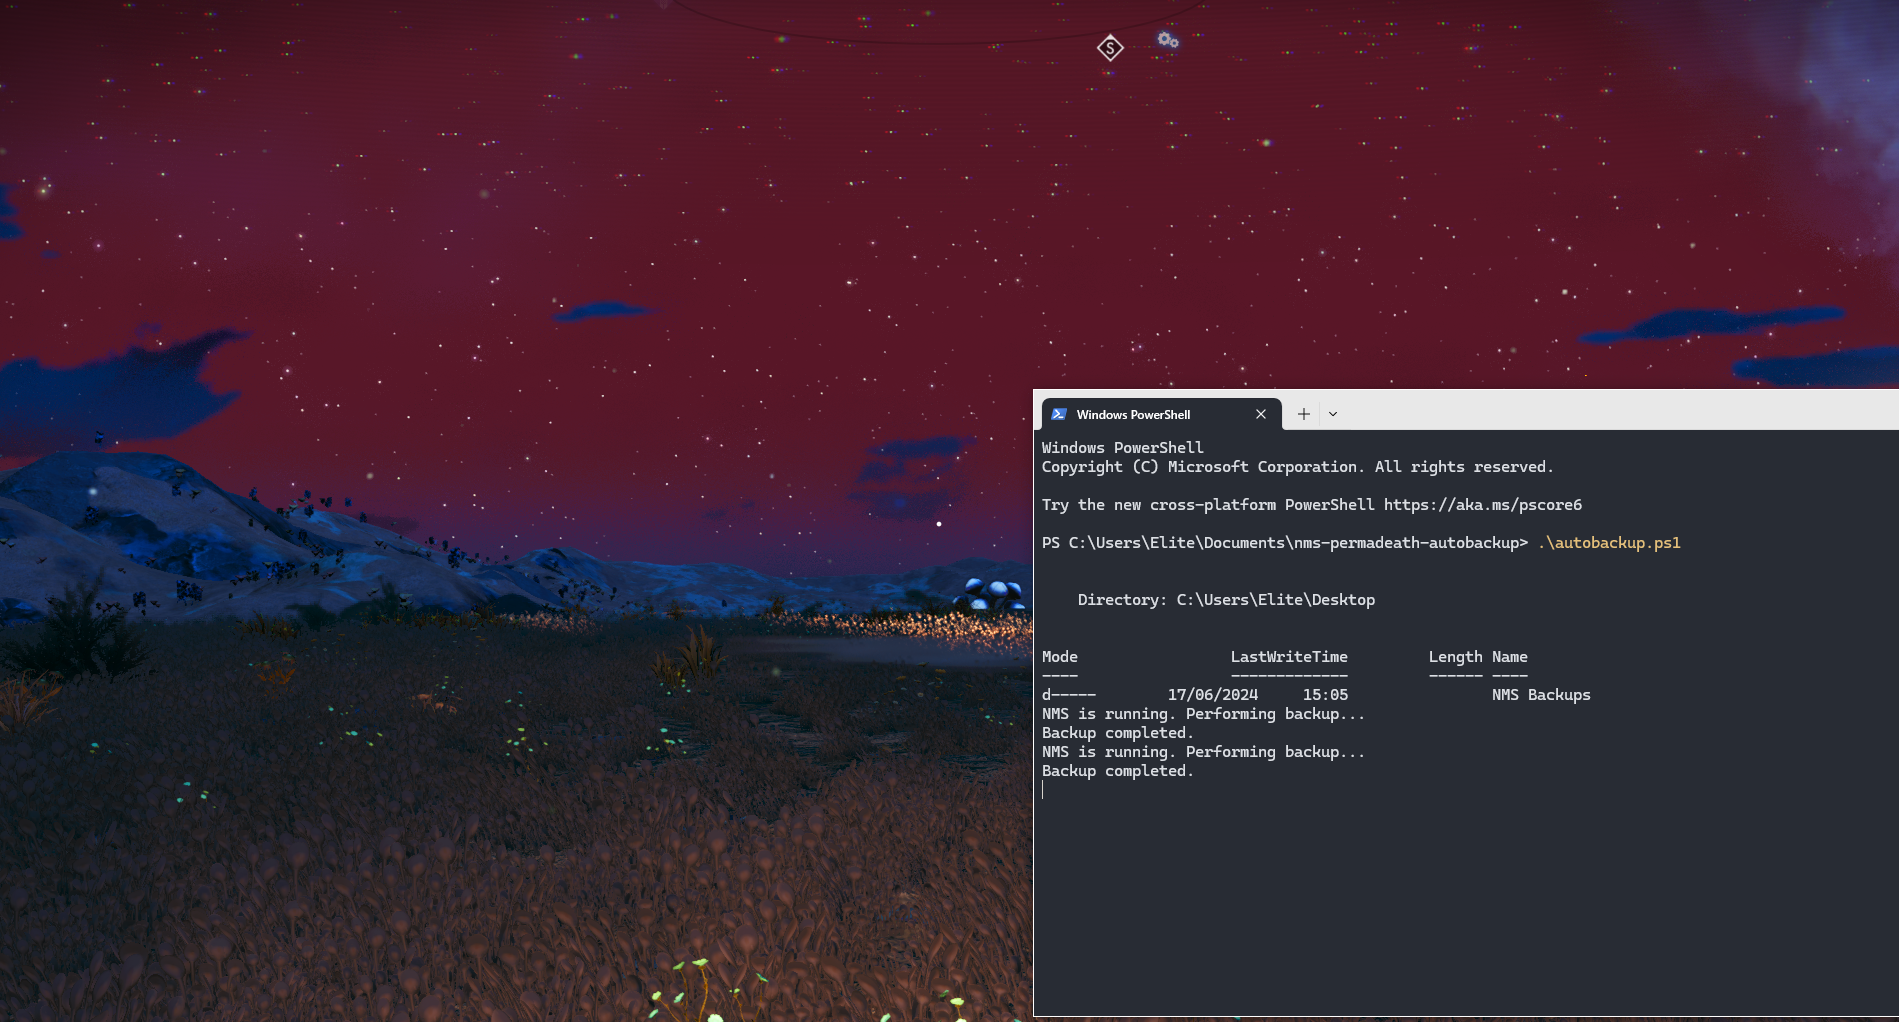 S
Windows PowerShell
Windows PowerShell
Copyright (C) Microsoft Corporation. All rights reserved.
Try the new cross-platform PowerShell https://aka.ms/pscore6
PS C:\Users\Elite\Documents\nms-permadeath-autobackup> .\autobackup.ps1
Directory: C:\Users\Elite\Desktop
Mode LastWriteTime Length Name
---- ------------- ------ ----
d----- 17/06/2024 15:05 NMS Backups
NMS is running. Performing backup...
Backup completed.
NMS is running. Performing backup...
Backup completed.